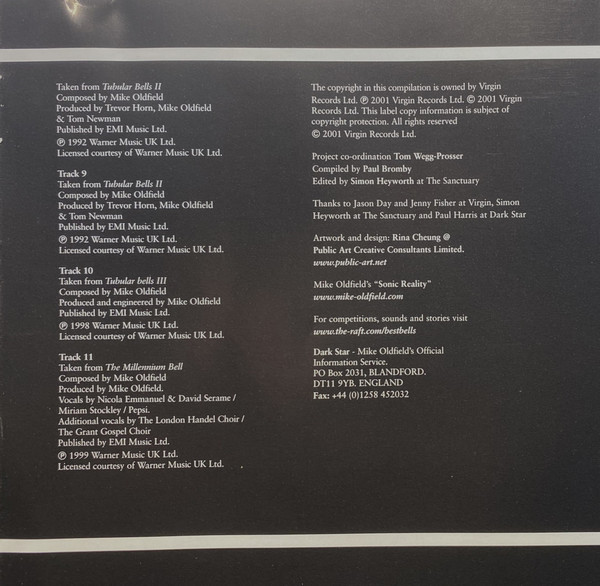 Taken from Tubular Bells II
Composed by Mike Oldfield
Produced by Trevor Horn, Mike Oldfield
& Tom Newman
Published by EMI Music Ltd.
℗ 1992 Warner Music UK Ltd.
Licensed courtesy of Warner Music UK Ltd.
Track 9
Taken from Tubular Bells II
Composed by Mike Oldfield
Produced by Trevor Horn, Mike Oldfield
& Tom Newman
Published by EMI Music Ltd.
℗ 1992 Warner Music UK Ltd.
Licensed courtesy of Warner Music UK Ltd.
Track 10
Taken from Tubular bells III
Composed by Mike Oldfield
Produced and engineered by Mike Oldfield
Published by EMI Music Ltd.
℗ 1998 Warner Music UK Ltd.
Licensed courtesy of Warner Music UK Ltd.
Track 11
Taken from The Millennium Bell
Composed by Mike Oldfield
Produced by Mike Oldfield.
Vocals by Nicola Emmanuel & David Serame /
Miriam Stockley / Pepsi.
Additional vocals by The London Handel Choir /
The Grant Gospel Choir
Published by EMI Music Ltd.
℗ 1999 Warner Music UK Ltd.
Licensed courtesy of Warner Music UK Ltd.
The copyright in this compilation is owned by Virgin
Records Ltd. ℗ 2001 Virgin Records Ltd. © 2001 Virgin
Records Ltd. This label copy information is subject of
copyright protection. All rights reserved
© 2001 Virgin Records Ltd.
Project co-ordination Tom Wegg-Prosser
Compiled by Paul Bromby
Edited by Simon Heyworth at The Sanctuary
Thanks to Jason Day and Jenny Fisher at Virgin, Simon
Heyworth at The Sanctuary and Paul Harris at Dark Star
Artwork and design: Rina Cheung @
Public Art Creative Consultants Limited.
www.public-art.net
Mike Oldfield's "Sonic Reality"
www.mike-oldfield.com
For competitions, sounds and stories visit
www.the-raft.com/bestbells
Dark Star - Mike Oldfield's Official
Information Service.
PO Box 2031, BLANDFORD.
DT11 9YB. ENGLAND
Fax: +44 (0)1258 452032